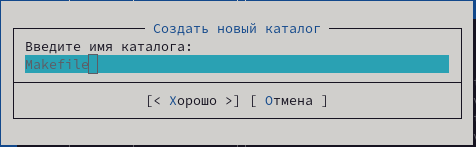 Создать новый каталог
Введите имя каталога:
Makefile
[< Хорошо >] [ Отмена ]